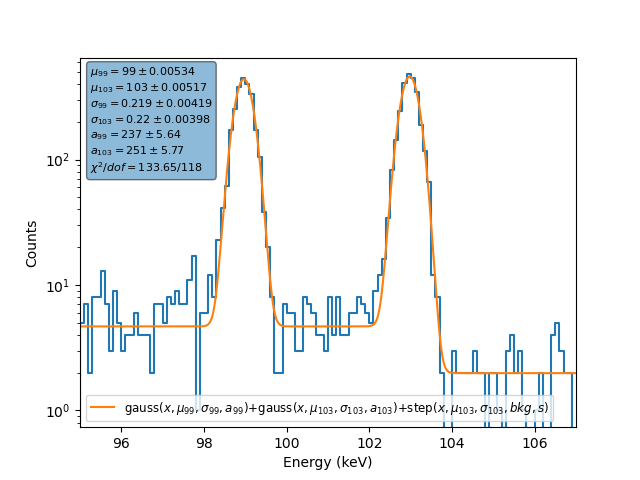 μ₉₉ = 99 ± 0.00534
μ₁₀₃ = 103 ± 0.00517
σ₉₉ = 0.219 ± 0.00419
σ₁₀₃ = 0.22 ± 0.00398
a₉₉ = 237 ± 5.64
a₁₀₃ = 251 ± 5.77
χ²/dof = 133.65/118
10²
10¹
10⁰
Counts
gauss(x, μ₉₉, σ₉₉, a₉₉)+gauss(x, μ₁₀₃, σ₁₀₃, a₁₀₃)+step(x, μ₁₀₃, σ₁₀₃, bkg, s)
96 98 100 102 104 106
Energy (keV)